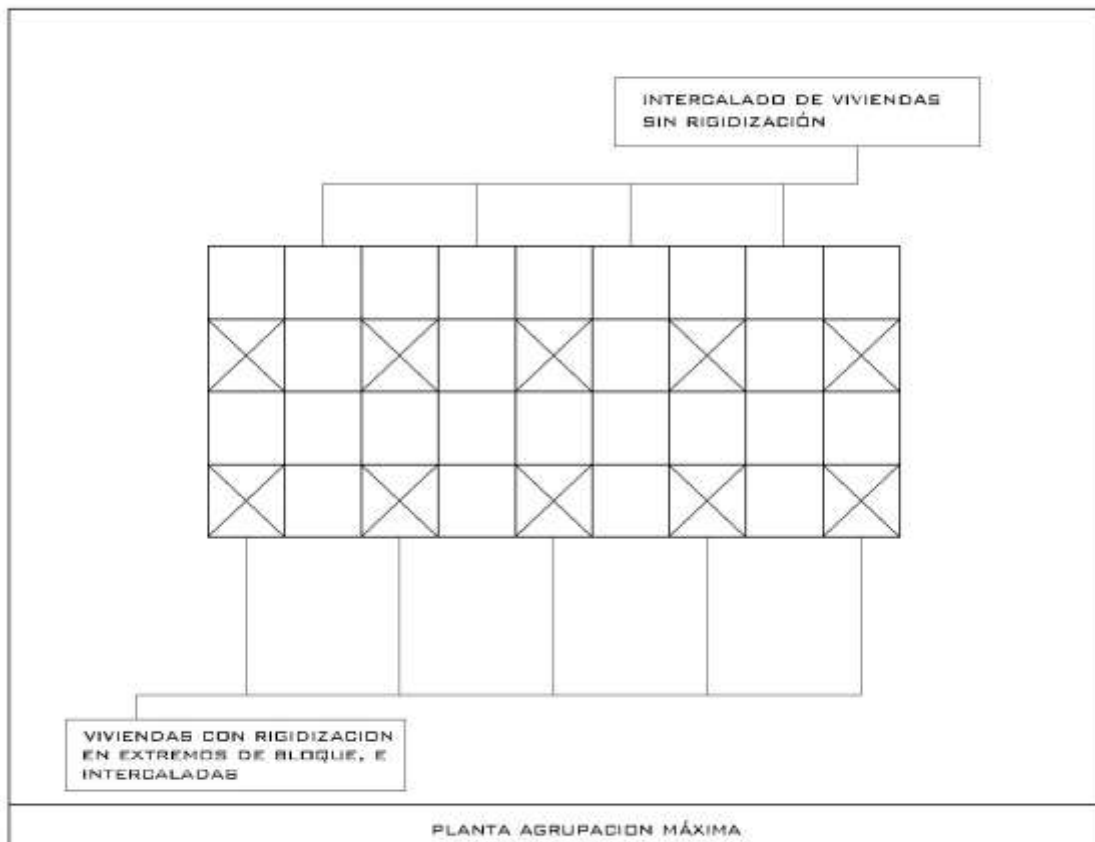 INTERCALADO DE VIVIENDAS
SIN RIGIDIZACIÓN
VIVIENDAS CON RIGIDIZACION
EN EXTREMOS DE BLOQUE, E
INTERCALADAS
PLANTA AGRUPACION MÁXIMA